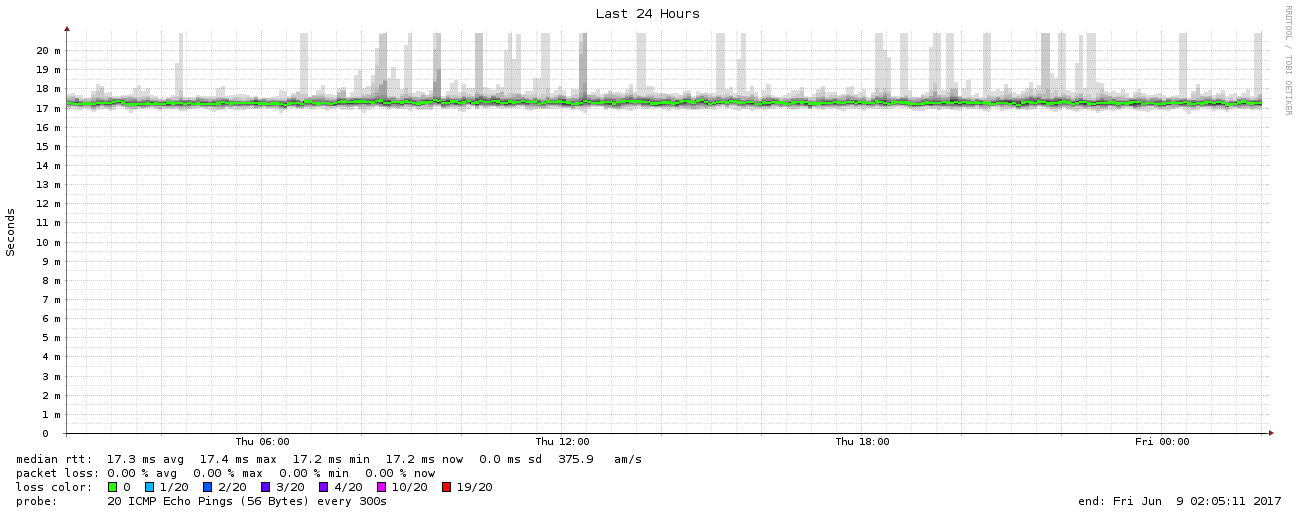 Last 24 Hours
RRDTOOL / TOBI OETIKER
Seconds
20 m
19 m
18 m
17 m
16 m
15 m
14 m
13 m
12 m
11 m
10 m
9 m
8 m
7 m
6 m
5 m
4 m
3 m
2 m
1 m
0
Thu 06:00 Thu 12:00 Thu 18:00 Fri 00:00
median rtt: 17.3 ms avg 17.4 ms max 17.2 ms min 17.2 ms now 0.0 ms sd 375.9 am/s
packet loss: 0.00 % avg 0.00 % max 0.00 % min 0.00 % now
loss color: 0 1/20 2/20 3/20 4/20 10/20 19/20
probe: 20 ICMP Echo Pings (56 Bytes) every 300s end: Fri Jun 9 02:05:11 2017